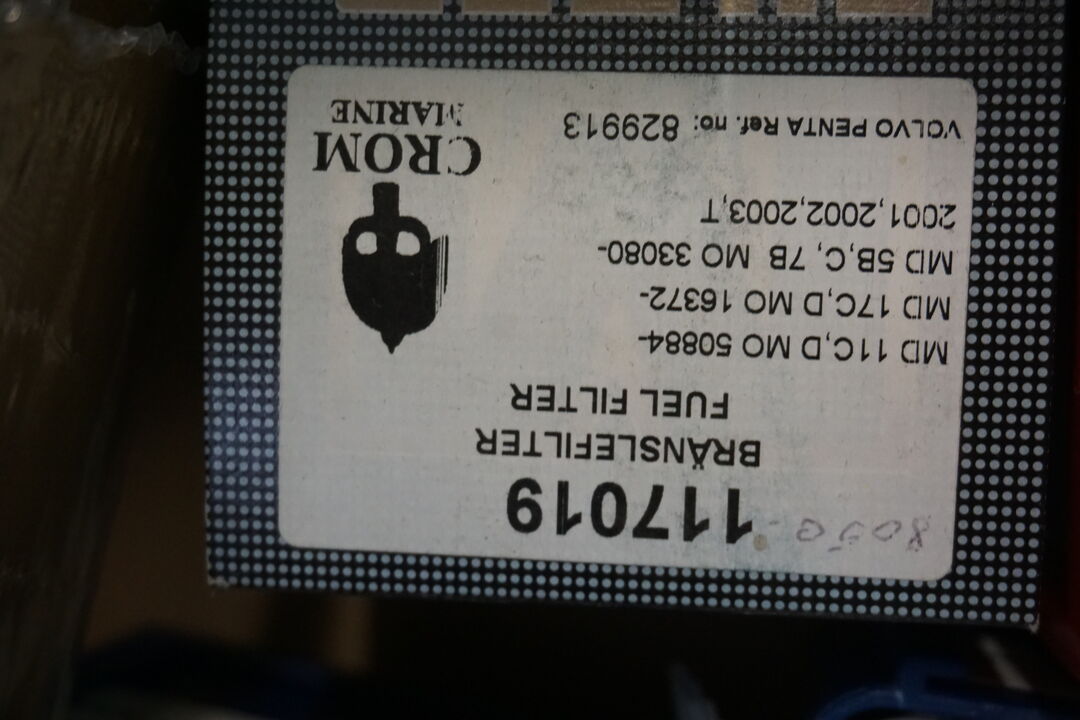 117019
BRÄNSLEFILTER
FUEL FILTER
MD 11C,D MO 50884-
MD 17C,D MO 16372-
MD 5B,C, 7B MO 33080-
2001,2002,2003,T
VOLVO PENTA Ref. no: 829913
CROM
MARINE